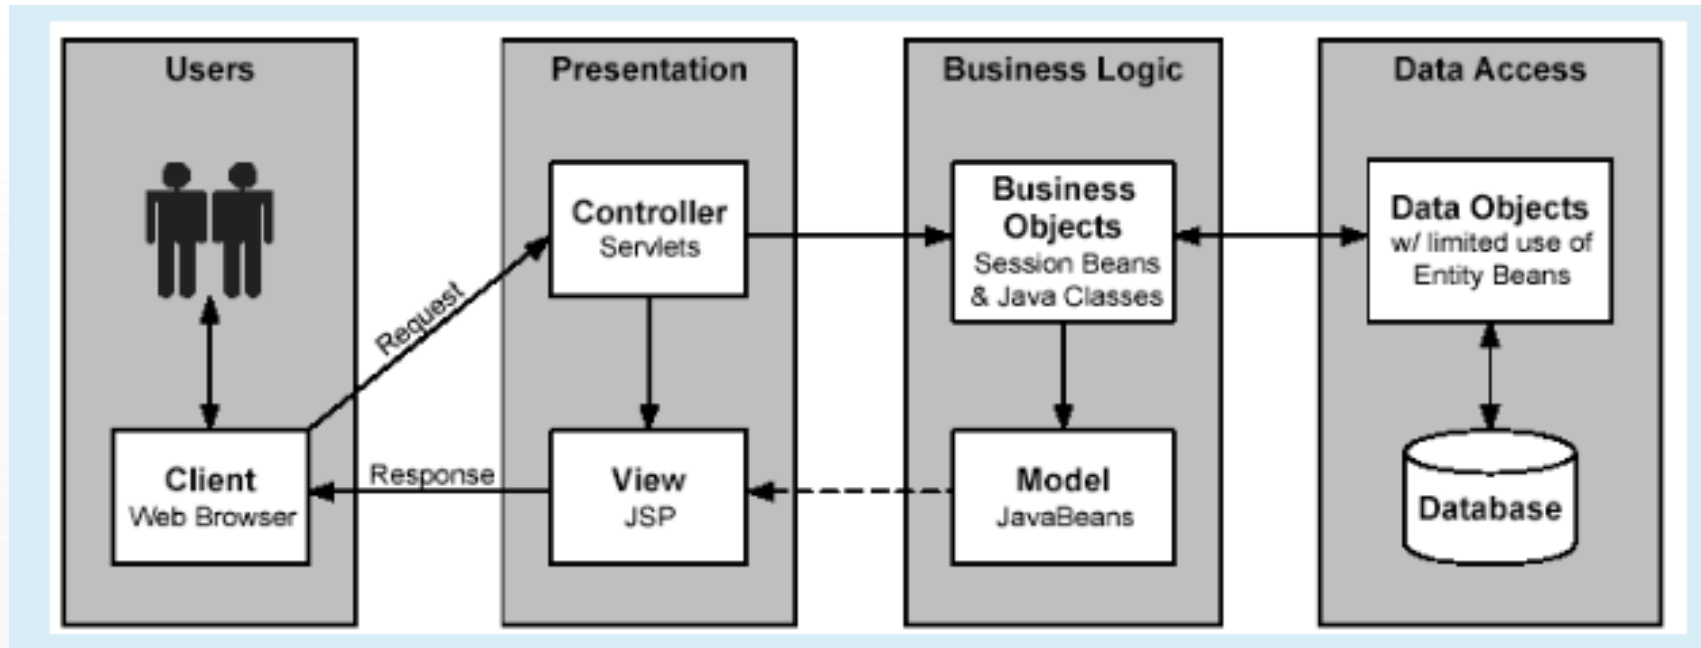 Users
Presentation
Business Logic
Data Access
Controller
Servlets
Business
Objects
Session Beans
& Java Classes
Data Objects
w/ limited use of
Entity Beans
Request
Client
Web Browser
Response
View
JSP
Model
JavaBeans
Database